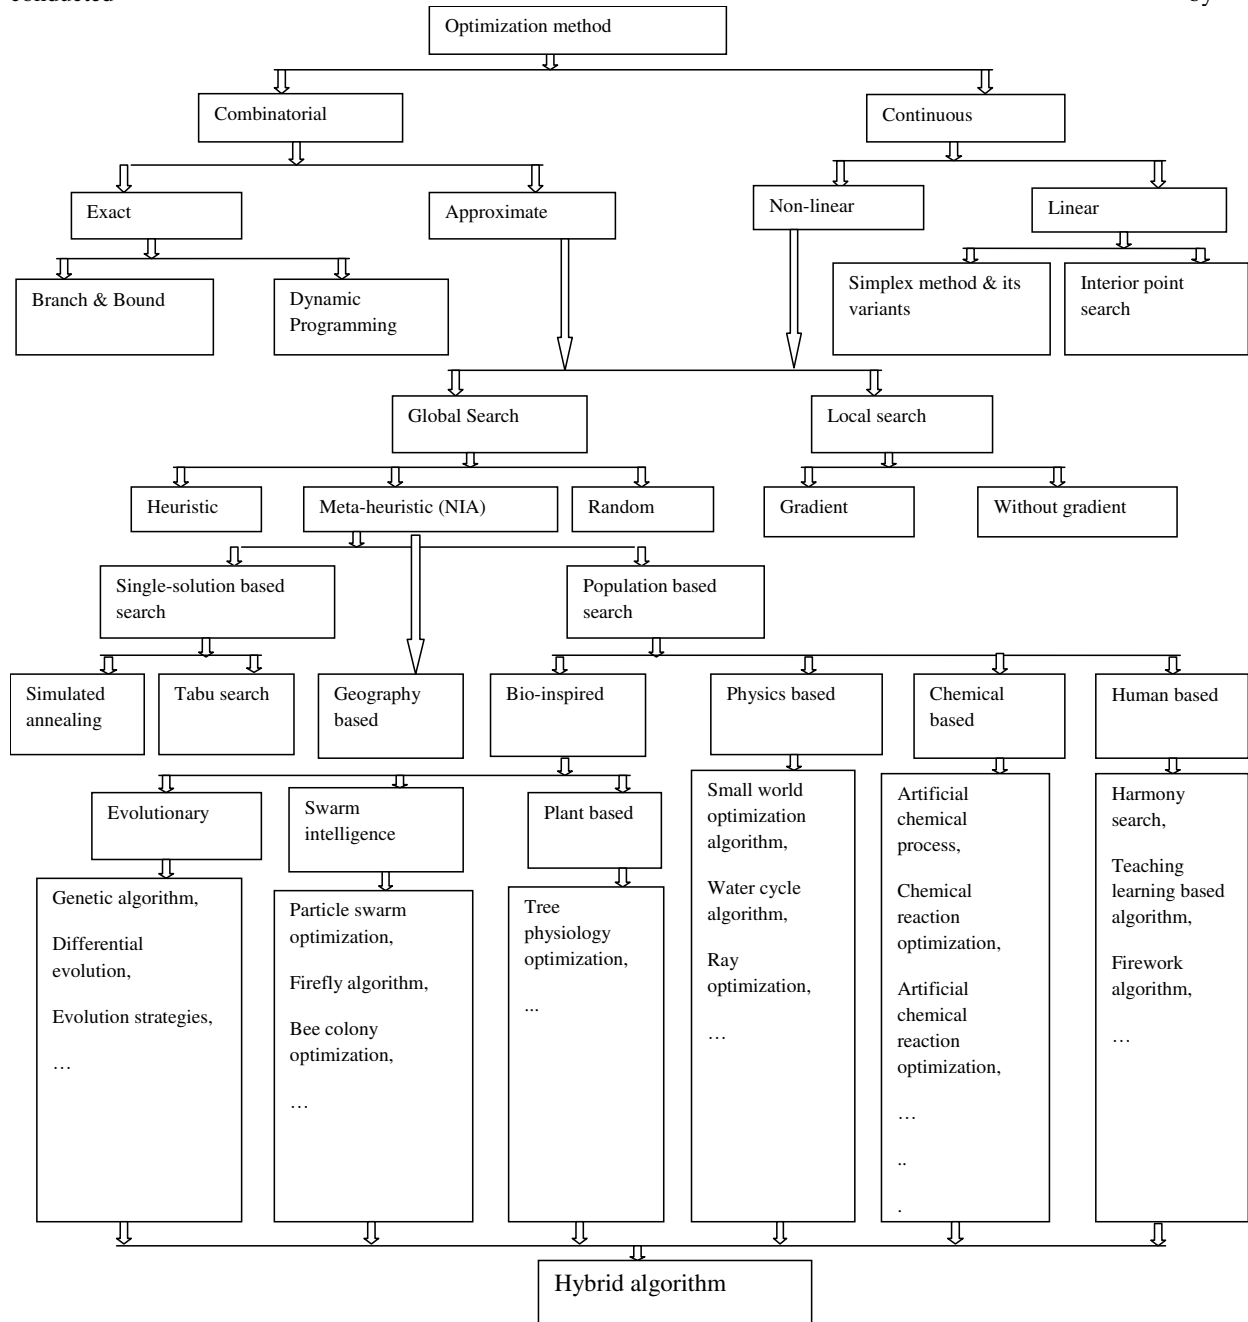 conducted by
Optimization method
Combinatorial
Continuous
Exact
Approximate
Non-linear
Linear
Branch & Bound
Dynamic
Programming
Simplex method & its
variants
Interior point
search
Global Search
Local search
Heuristic
Meta-heuristic (NIA)
Random
Gradient
Without gradient
Single-solution based
search
Population based
search
Simulated
annealing
Tabu search
Geography
based
Bio-inspired
Physics based
Chemical
based
Human based
Evolutionary
Swarm
intelligence
Plant based
Genetic algorithm,
Differential
evolution,
Evolution strategies,
…
Particle swarm
optimization,
Firefly algorithm,
Bee colony
optimization,
…
Tree
physiology
optimization,
...
Small world
optimization
algorithm,
Water cycle
algorithm,
Ray
optimization,
…
Artificial
chemical
process,
Chemical
reaction
optimization,
Artificial
chemical
reaction
optimization,
…
..
.
Harmony
search,
Teaching
learning based
algorithm,
Firework
algorithm,
…
Hybrid algorithm